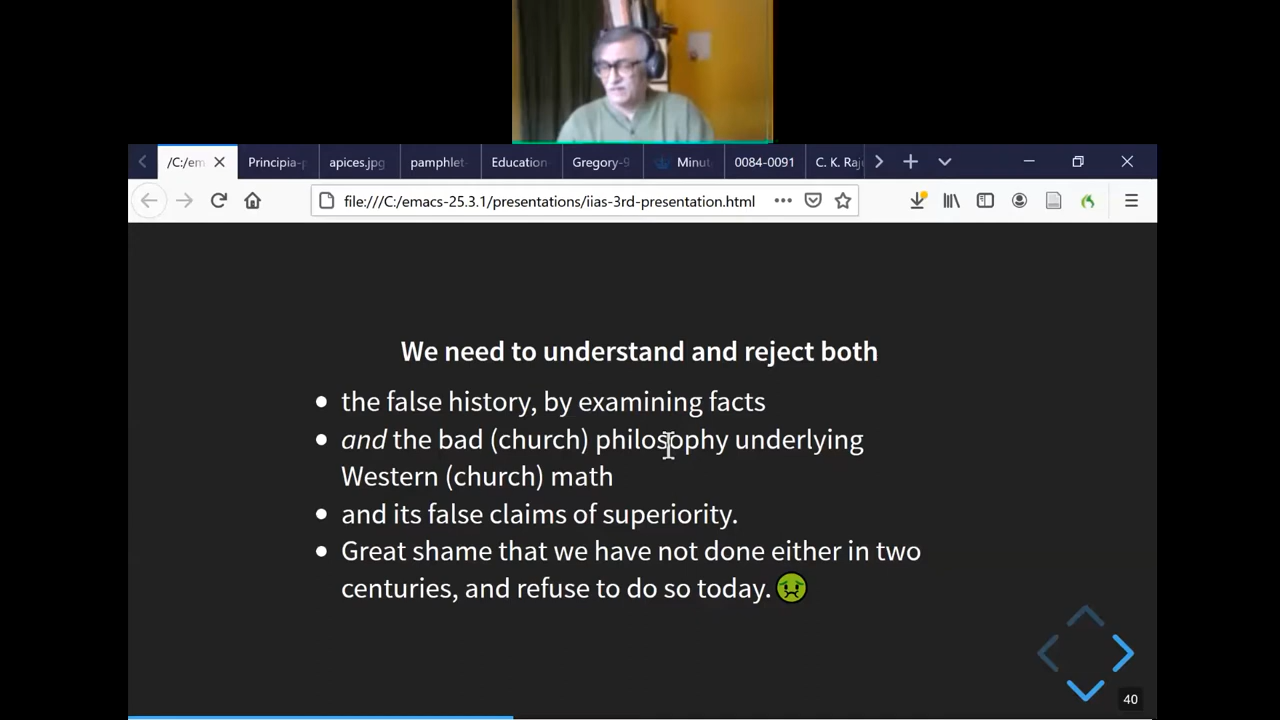 /C:/em
Principia-
apices.jpg
pamphlet-
Education
Gregory-9
Minut
0084-0091
C. K. Raj
file:///C:/emacs-25.3.1/presentations/iias-3rd-presentation.html
We need to understand and reject both
the false history, by examining facts
and the bad (church) philosophy underlying
Western (church) math
and its false claims of superiority.
Great shame that we have not done either in two
centuries, and refuse to do so today.
40